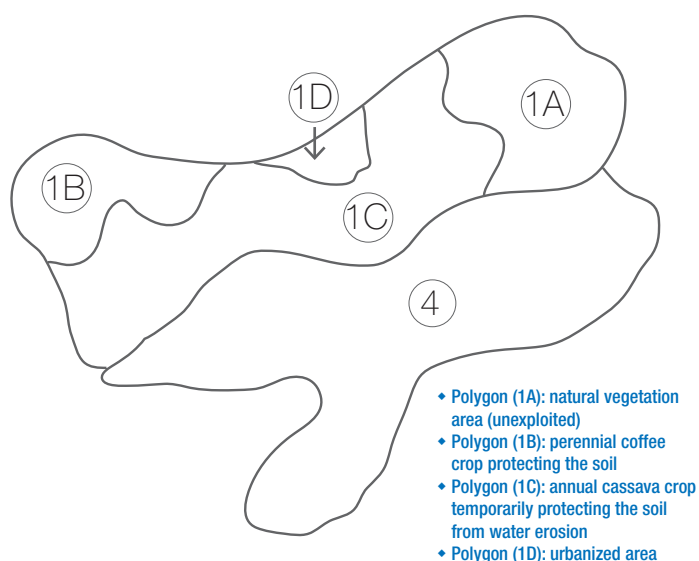 1D
1A
1B
1C
4
◆ Polygon (1A): natural vegetation
area (unexploited)
◆ Polygon (1B): perennial coffee
crop protecting the soil
◆ Polygon (1C): annual cassava crop
temporarily protecting the soil
from water erosion
◆ Polygon (1D): urbanized area